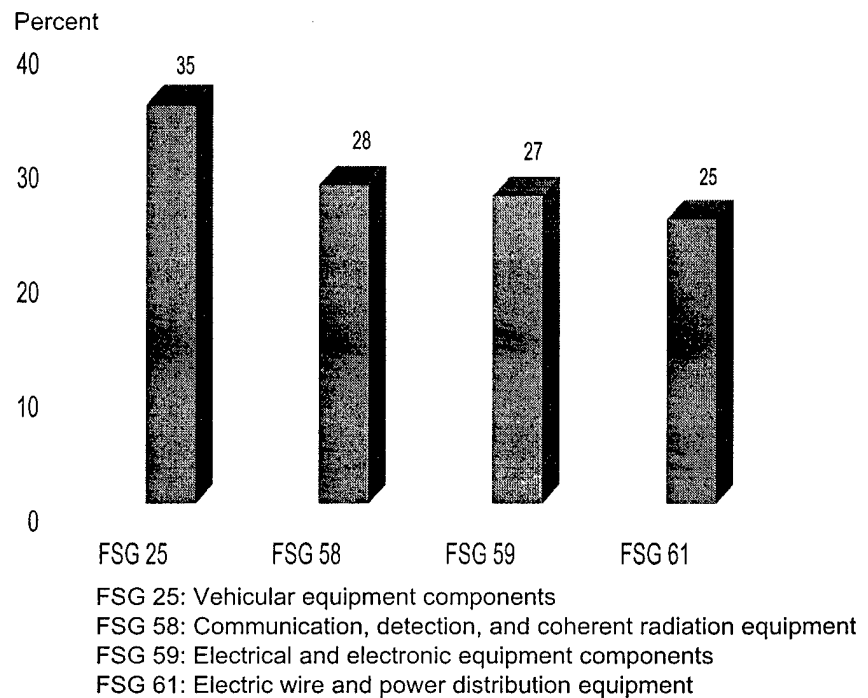 Percent
40
35
30
28
27
25
20
10
0
FSG 25 FSG 58 FSG 59 FSG 61
FSG 25: Vehicular equipment components
FSG 58: Communication, detection, and coherent radiation equipment
FSG 59: Electrical and electronic equipment components
FSG 61: Electric wire and power distribution equipment